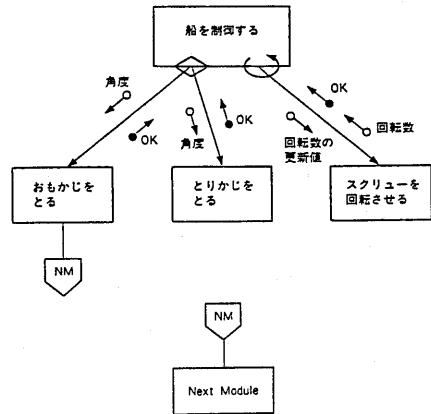 船を制御する
角度
OK
角度
OK
OK
回転数
回転数の
更新値
おもかじを
とる
とりかじを
とる
スクリューを
回転させる
NM
NM
Next Module